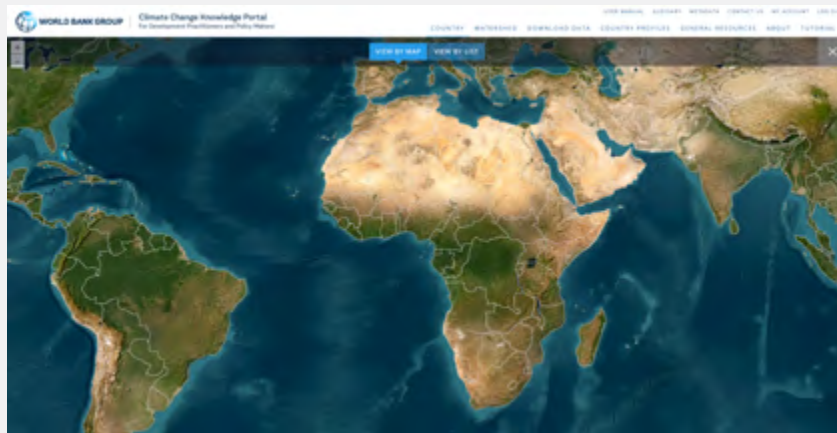 USER MANUAL GLOSSARY METADATA CONTACT US MY ACCOUNT
WORLD BANK GROUP
Climate Change Knowledge Portal
For Development Practitioners and Policy Makers
COUNTRY WATERSHED DOWNLOAD DATA COUNTRY PROFILES GENERAL RESOURCES ABOUT TUTORIAL
VIEW BY MAP VIEW BY LIST